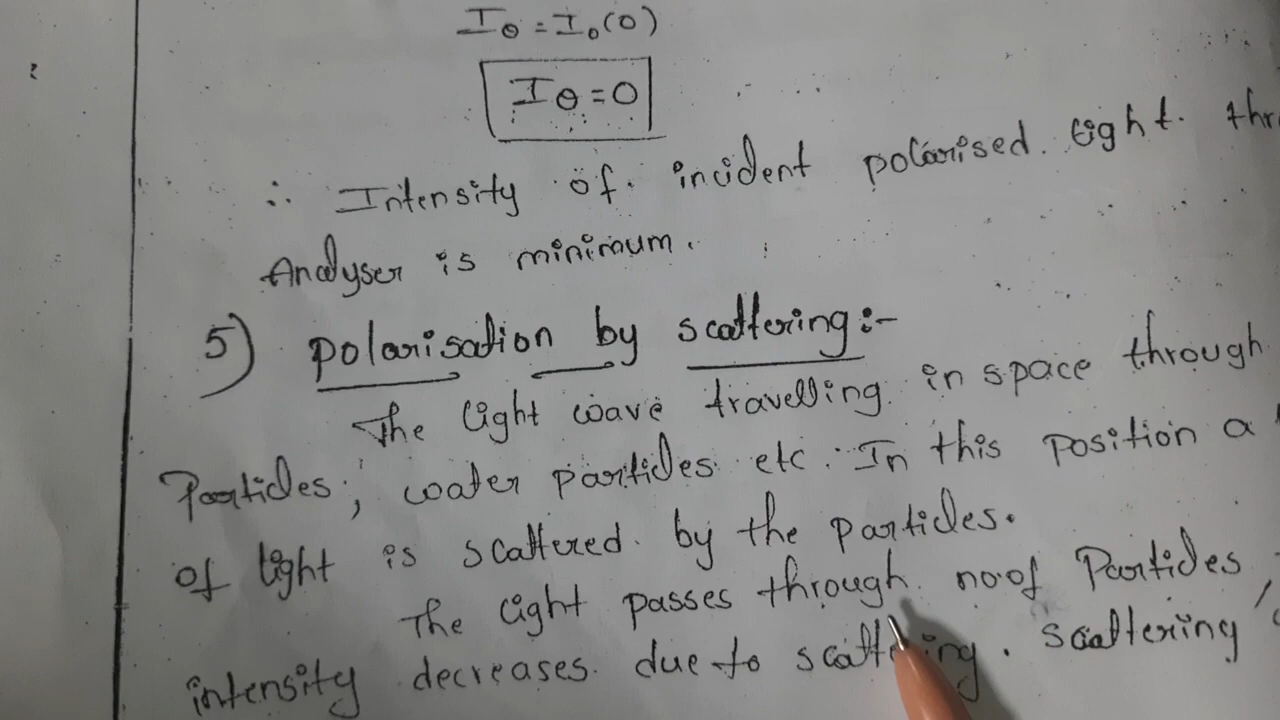 Iθ = I₀(0)
Iθ = 0
∴ Intensity of incident polarised light thr
Analyser is minimum.
5) polarisation by scattering:-
The light wave travelling in space through
Particles, water particles etc. In this position a
of light is scattered by the particles.
The light passes through no of Particles
intensity decreases due to scattering. Scattering